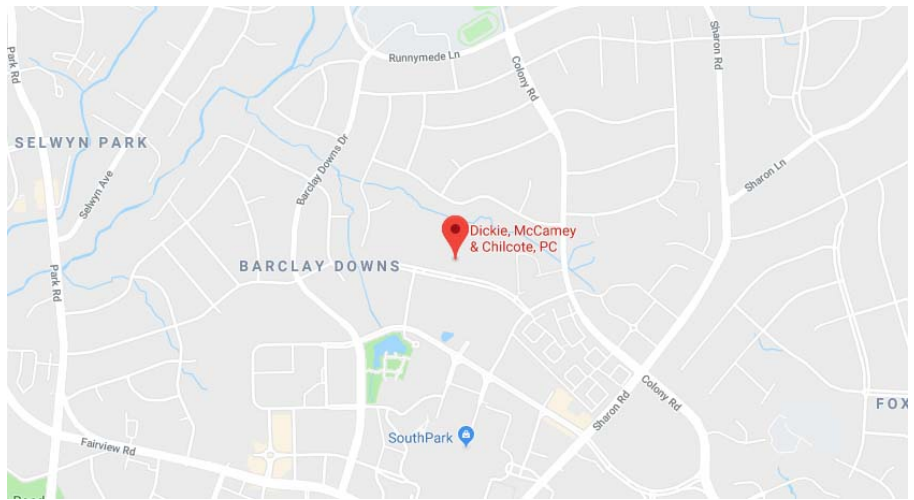 Park Rd
Runnymede Ln
Colony Rd
Sharon Rd
SELWYN PARK
Selwyn Ave
Barclay Downs Dr
Sharon Ln
Dickie, McCamey
& Chilcote, PC
BARCLAY DOWNS
Park Rd
Colony Rd
Sharon Rd
FOX
SouthPark
Fairview Rd